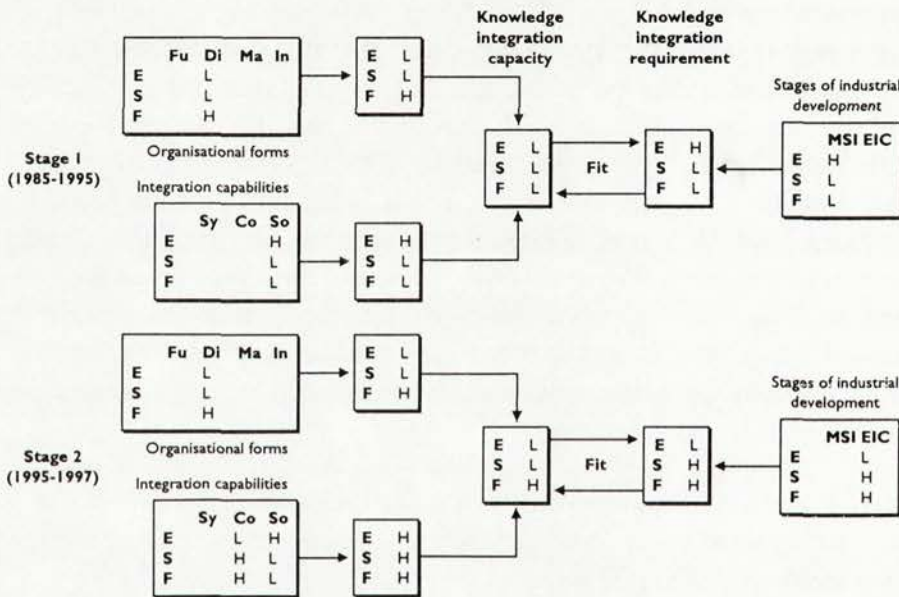 Knowledge integration capacity
Knowledge integration requirement
Stage 1
(1985-1995)
Fu Di Ma In
E L
S L
F H
Organisational forms
E L
S L
F H
Integration capabilities
Sy Co So
E H
S L
F L
E H
S L
F L
E L
S L
F L
Fit
E H
S L
F L
Stages of industrial
development
MSI EIC
E H
S L
F L
Stage 2
(1995-1997)
Fu Di Ma In
E L
S L
F H
Organisational forms
E L
S L
F H
Integration capabilities
Sy Co So
E L H
S H L
F H L
E H
S H
F H
E L
S L
F H
Fit
E L
S H
F H
Stages of industrial
development
MSI EIC
E L
S H
F H